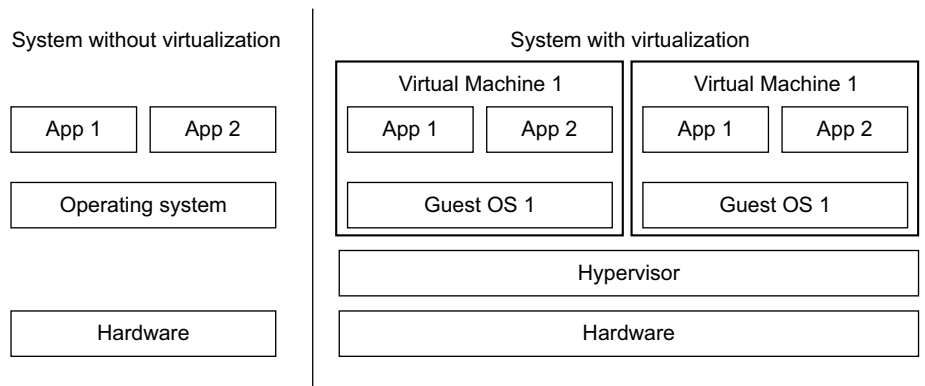 System without virtualization
App 1
App 2
Operating system
Hardware
System with virtualization
Virtual Machine 1
App 1
App 2
Guest OS 1
Virtual Machine 1
App 1
App 2
Guest OS 1
Hypervisor
Hardware